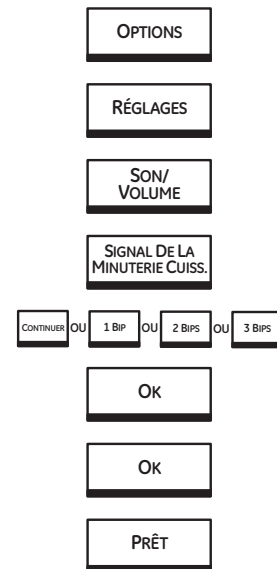 OPTIONS
RÉGLAGES
SON/
VOLUME
SIGNAL DE LA
MINUTERIE CUISS.
CONTINUER OU 1 BIP OU 2 BIPS OU 3 BIPS
OK
OK
PRÊT